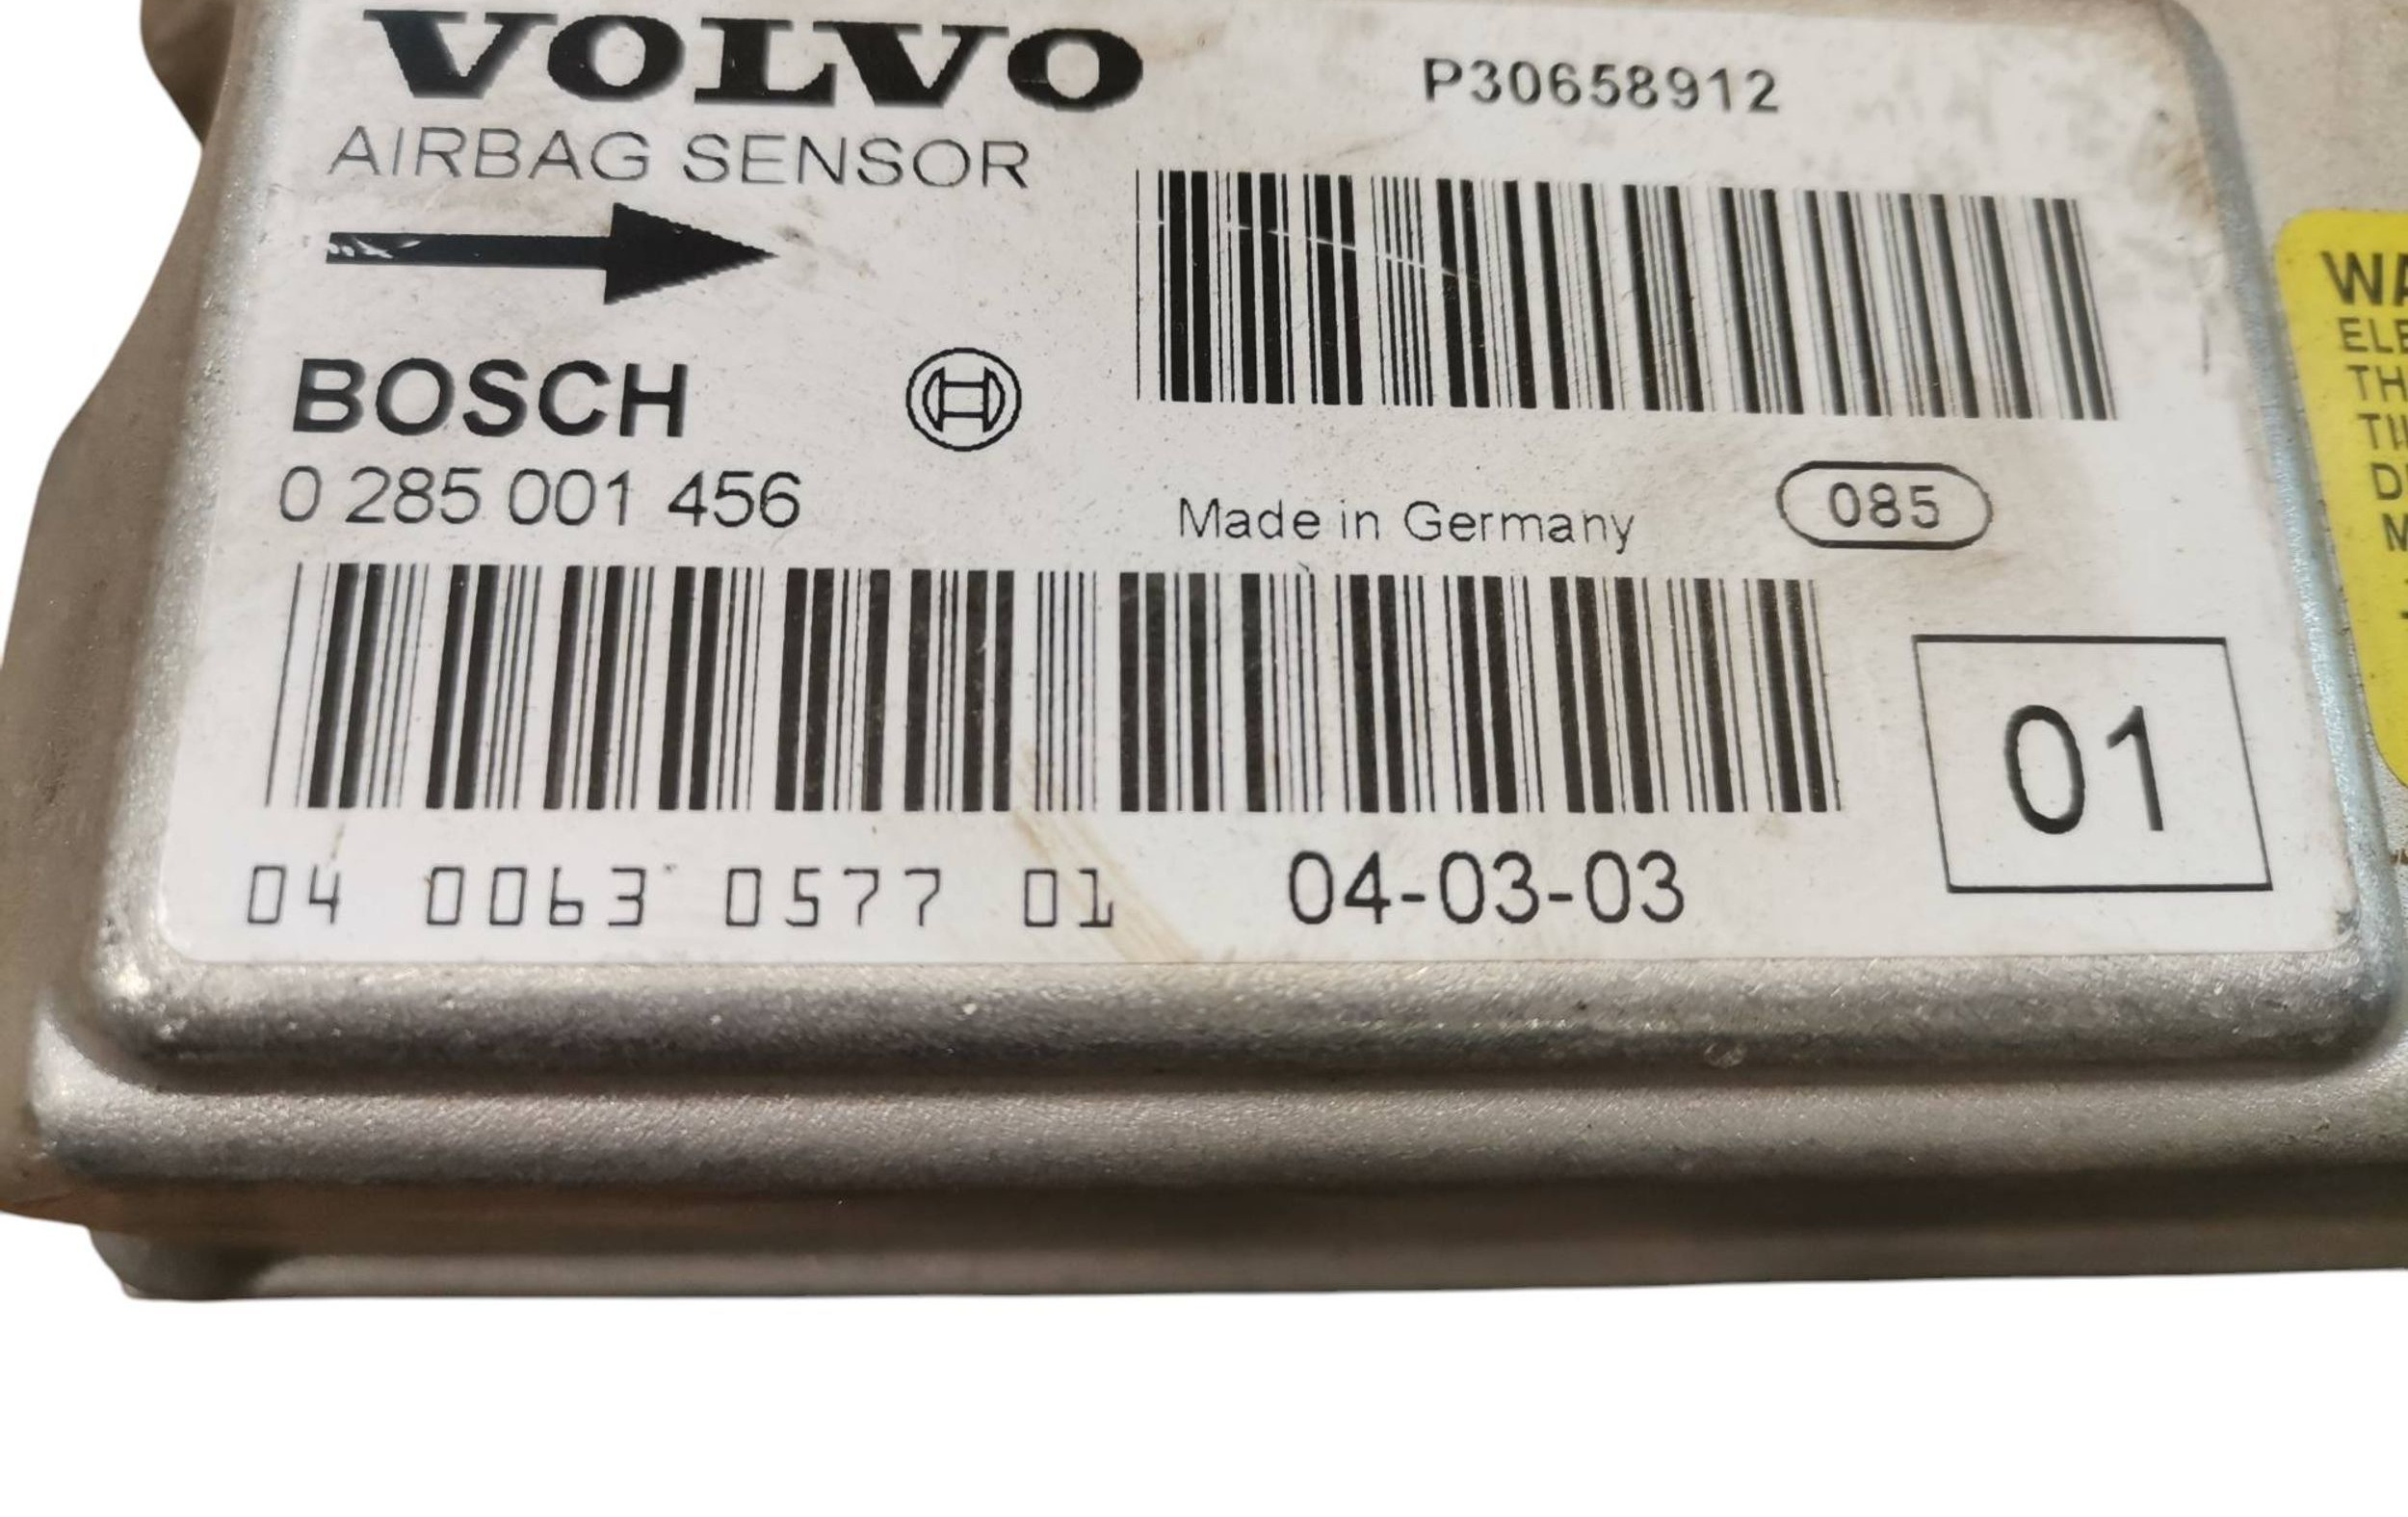 VOLVO
P30658912
AIRBAG SENSOR
BOSCH
0 285 001 456
Made in Germany
085
01
04 0063 0577 01
04-03-03